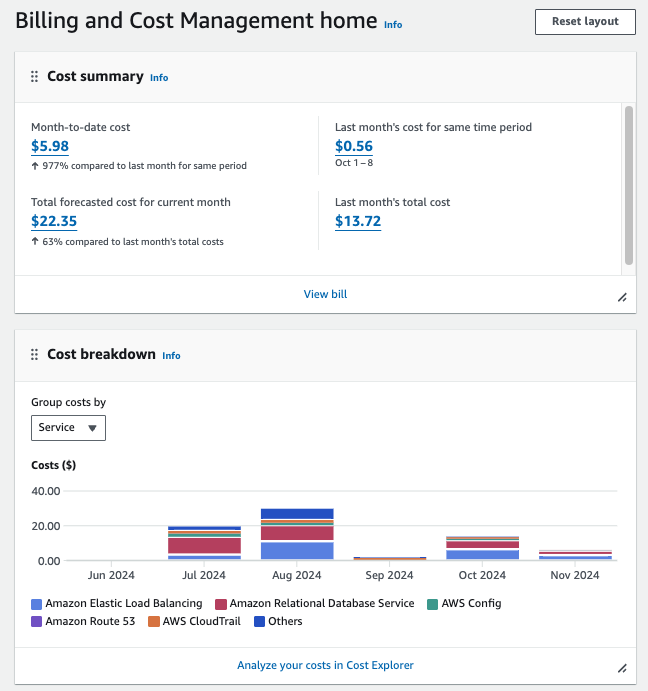 Billing and Cost Management home Info
Reset layout
Cost summary Info
Month-to-date cost
$5.98
↑ 977% compared to last month for same period
Last month's cost for same time period
$0.56
Oct 1 – 8
Total forecasted cost for current month
$22.35
↑ 63% compared to last month's total costs
Last month's total cost
$13.72
View bill
Cost breakdown Info
Group costs by
Service
Costs ($)
40.00
20.00
0.00
Jun 2024 Jul 2024 Aug 2024 Sep 2024 Oct 2024 Nov 2024
Amazon Elastic Load Balancing Amazon Relational Database Service AWS Config
Amazon Route 53 AWS CloudTrail Others
Analyze your costs in Cost Explorer